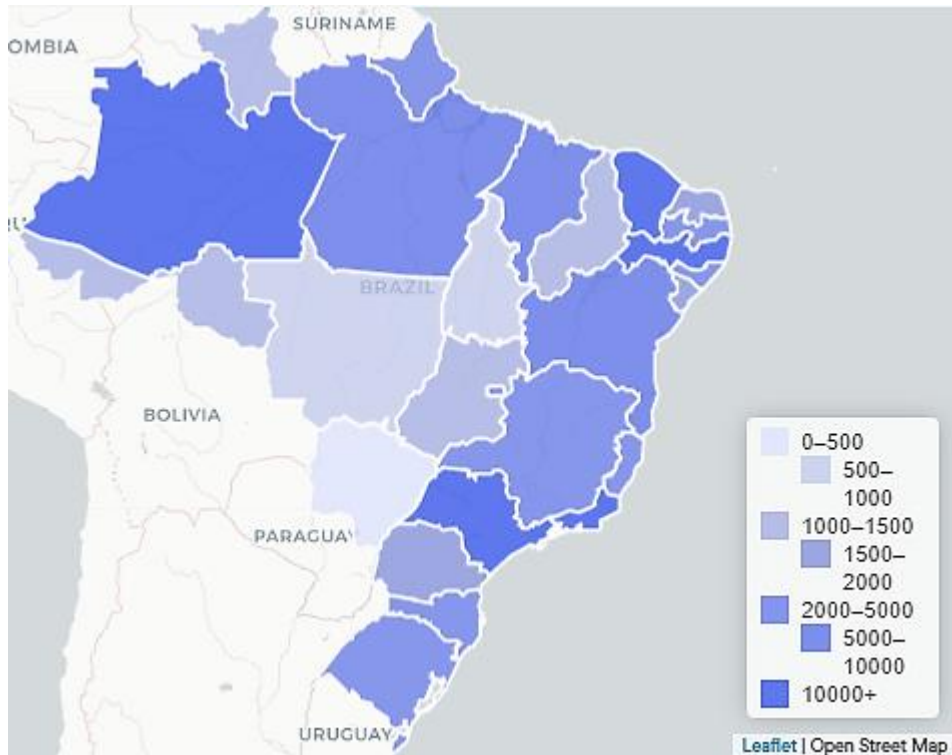 SURINAME
OMBIA
BRAZIL
BOLIVIA
PARAGUA
URUGUAY
0–500
500–
1000
1000–1500
1500–
2000
2000–5000
5000–
10000
10000+
Leaflet | Open Street Map